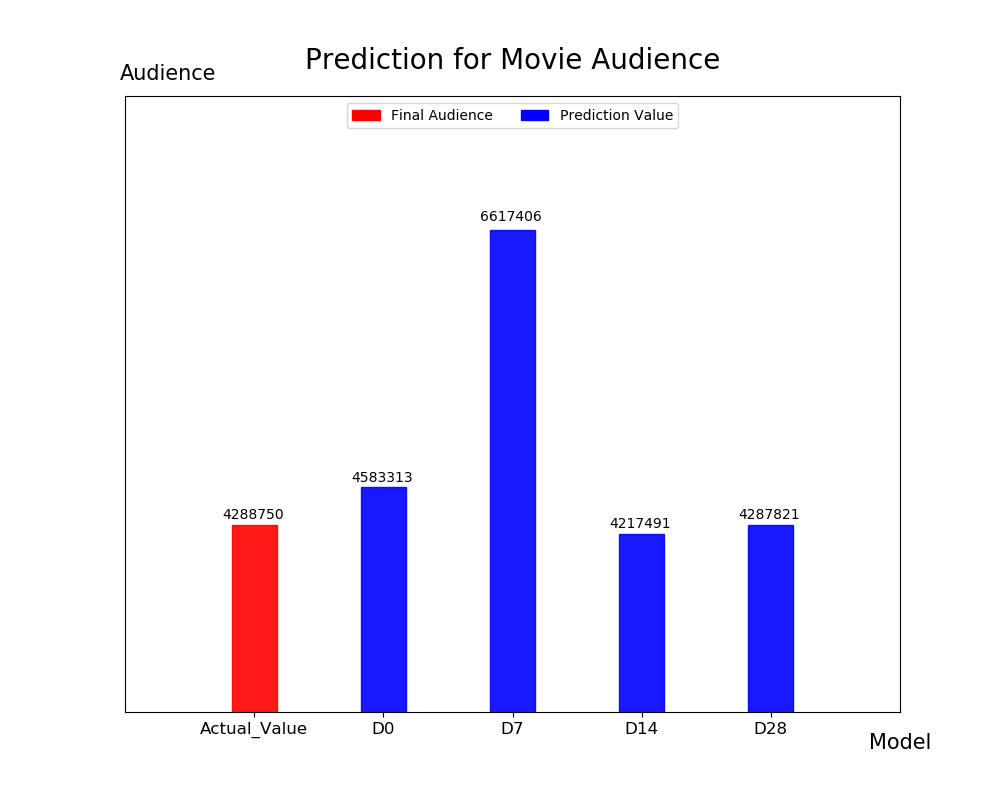 Prediction for Movie Audience
Audience
Final Audience
Prediction Value
6617406
4583313
4288750
4217491
4287821
Actual_Value
D0
D7
D14
D28
Model